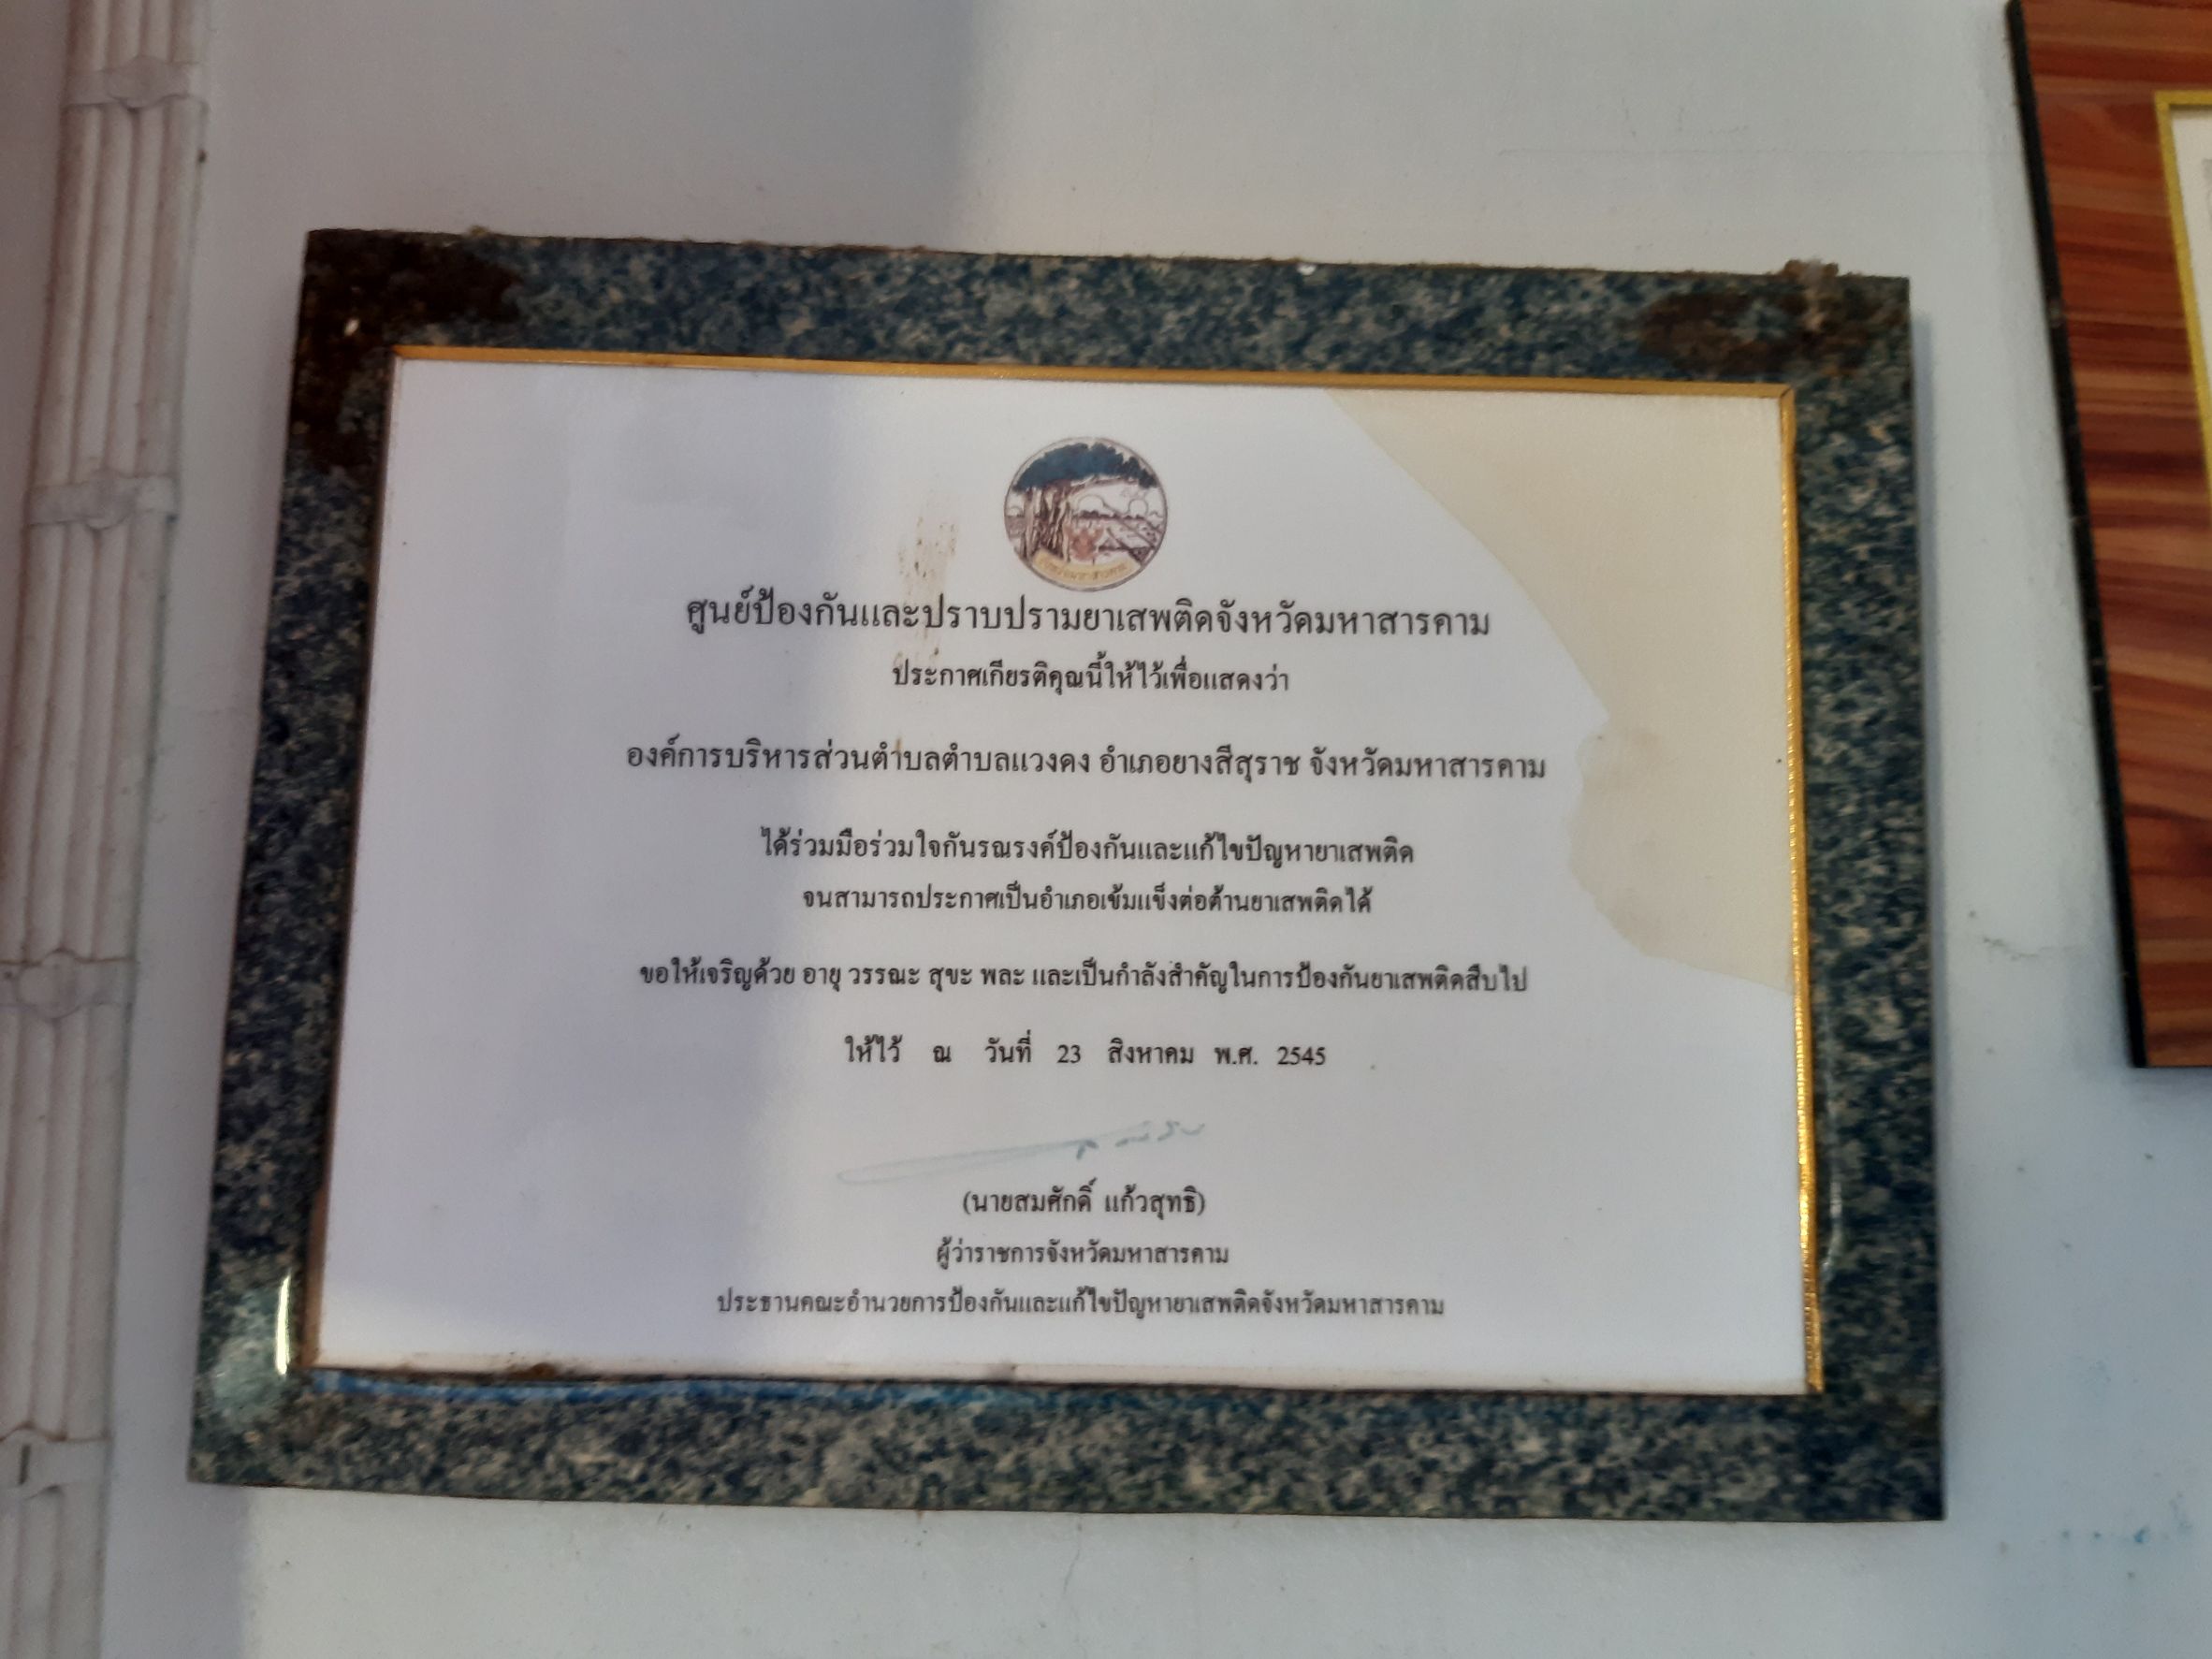 ศูนย์ป้องกันและปราบปรามยาเสพติดจังหวัดมหาสารคาม
ประกาศเกียรติคุณนี้ให้ไว้เพื่อแสดงว่า
องค์การบริหารส่วนตำบลตำบลแวงดง อำเภอยางสีสุราช จังหวัดมหาสารคาม
ได้ร่วมมือร่วมใจกันรณรงค์ป้องกันและแก้ไขปัญหายาเสพติด
จนสามารถประกาศเป็นอำเภอเข้มแข็งต่อต้านยาเสพติดได้
ขอให้เจริญด้วย อายุ วรรณะ สุขะ พละ และเป็นกำลังสำคัญในการป้องกันยาเสพติดสืบไป
ให้ไว้ ณ วันที่ 23 สิงหาคม พ.ศ. 2545
(นายสมศักดิ์ แก้วสุทธิ)
ผู้ว่าราชการจังหวัดมหาสารคาม
ประธานคณะอำนวยการป้องกันและแก้ไขปัญหายาเสพติดจังหวัดมหาสารคาม